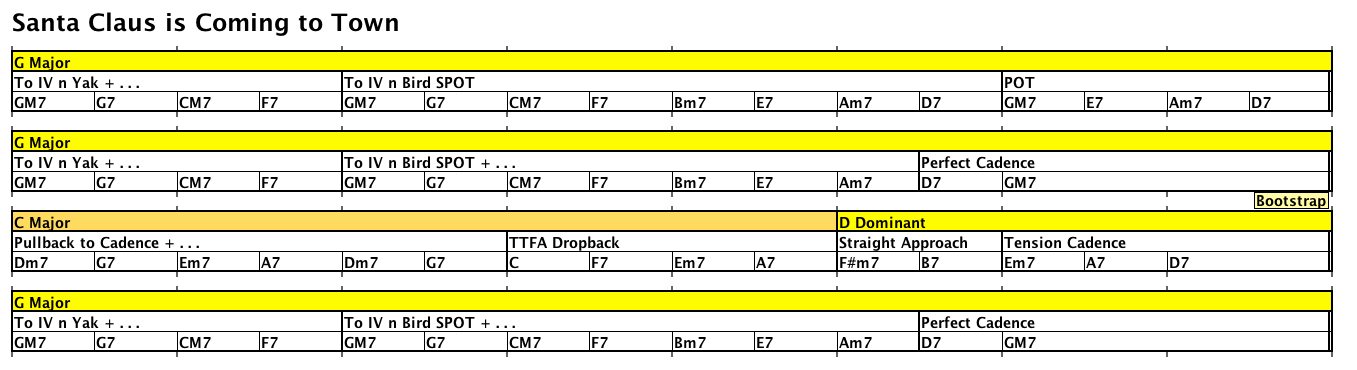 Santa Claus is Coming to Town
G Major
To IV n Yak + . . . To IV n Bird SPOT POT
GM7 G7 CM7 F7 GM7 G7 CM7 F7 Bm7 E7 Am7 D7 GM7 E7 Am7 D7
G Major
To IV n Yak + . . . To IV n Bird SPOT + . . . Perfect Cadence
GM7 G7 CM7 F7 GM7 G7 CM7 F7 Bm7 E7 Am7 D7 GM7
Bootstrap
C Major D Dominant
Pullback to Cadence + . . . TTFA Dropback Straight Approach Tension Cadence
Dm7 G7 Em7 A7 Dm7 G7 C F7 Em7 A7 F#m7 B7 Em7 A7 D7
G Major
To IV n Yak + . . . To IV n Bird SPOT + . . . Perfect Cadence
GM7 G7 CM7 F7 GM7 G7 CM7 F7 Bm7 E7 Am7 D7 GM7